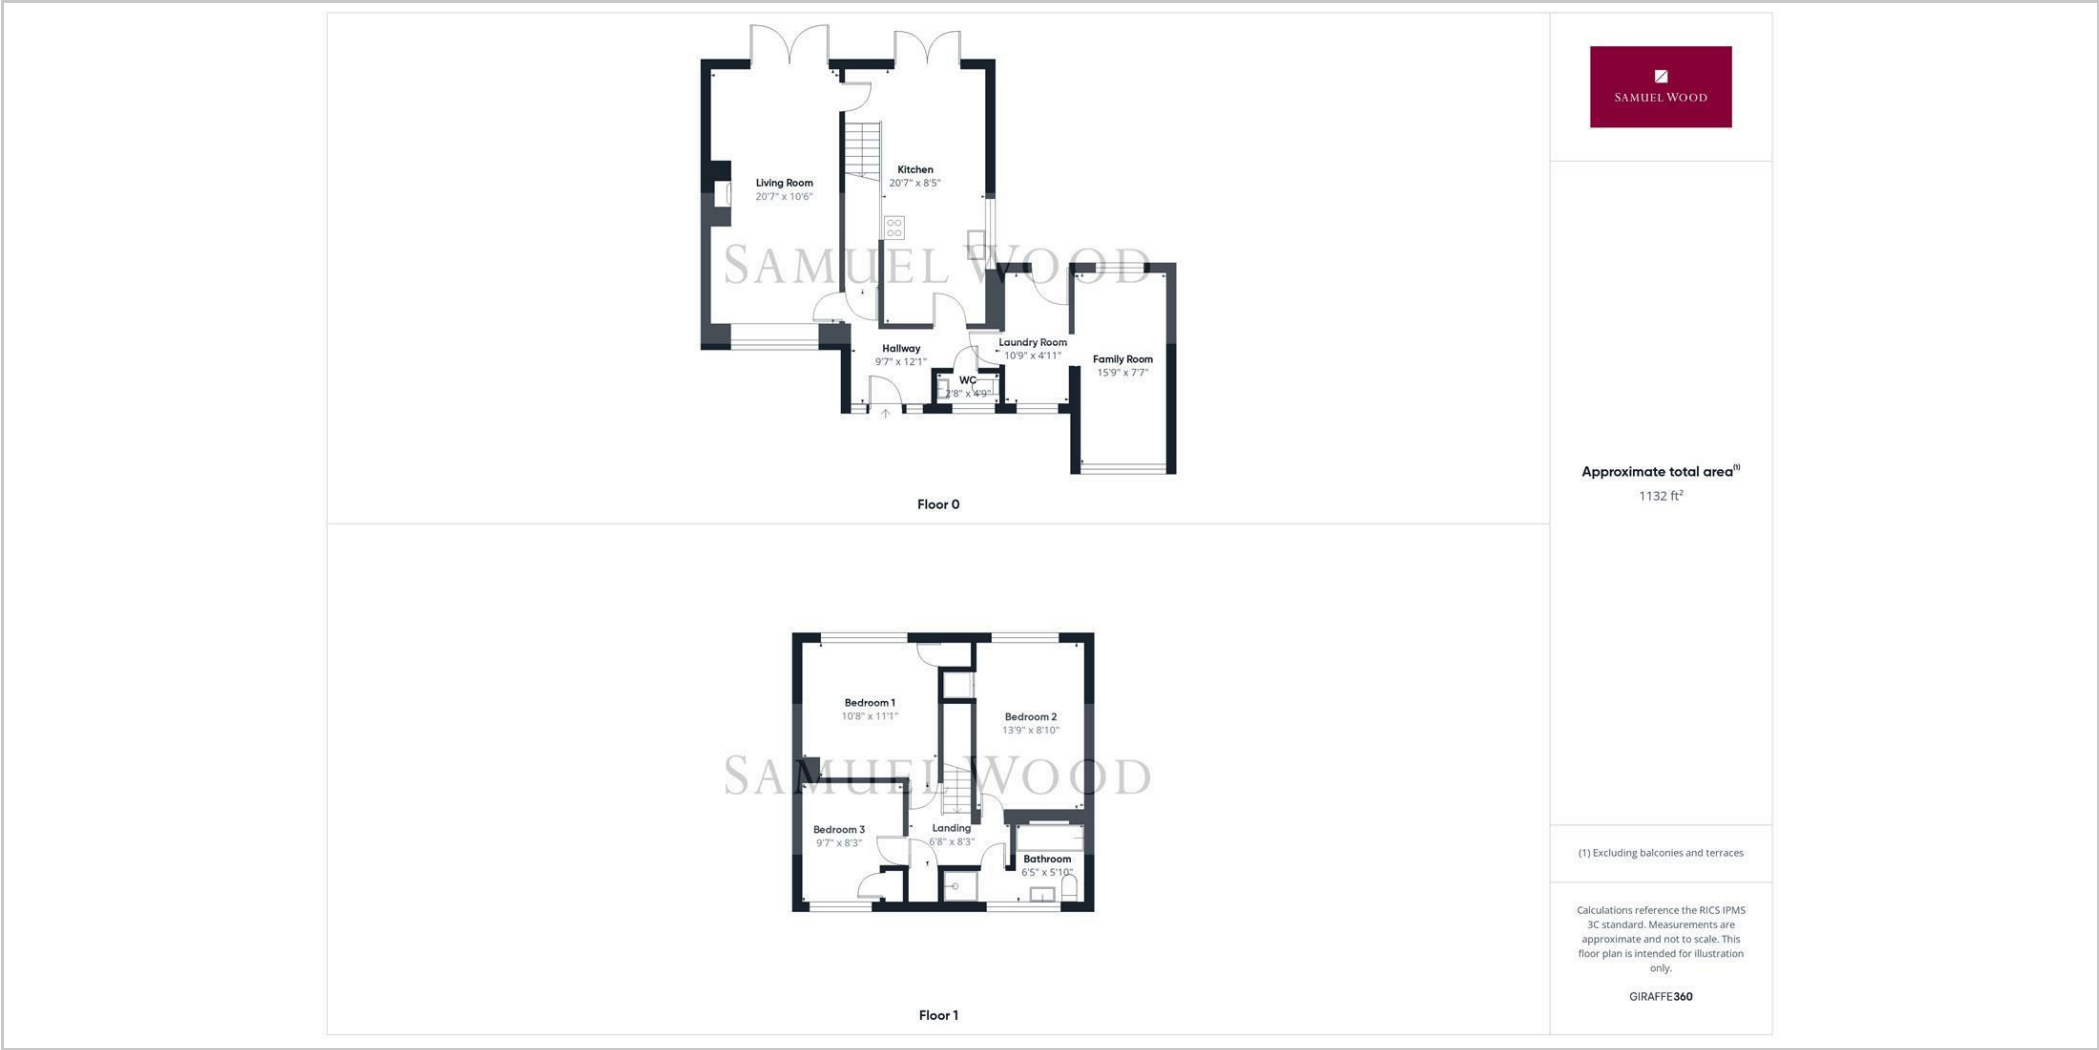 SAMUEL WOOD
Kitchen
20'7" x 8'5"
Living Room
20'7" x 10'6"
SAMUEL WOOD
Hallway
9'7" x 12'1"
Laundry Room
10'9" x 4'11"
Family Room
15'9" x 7'7"
WC
2'8" x 4'9"
Floor 0
Approximate total area(1)
1132 ft²
Bedroom 1
10'8" x 11'1"
Bedroom 2
13'9" x 8'10"
SAMUEL WOOD
Bedroom 3
9'7" x 8'3"
Landing
6'8" x 8'3"
Bathroom
6'5" x 5'10"
Floor 1
(1) Excluding balconies and terraces
Calculations reference the RICS IPMS
3C standard. Measurements are
approximate and not to scale. This
floor plan is intended for illustration
only.
GIRAFFE360